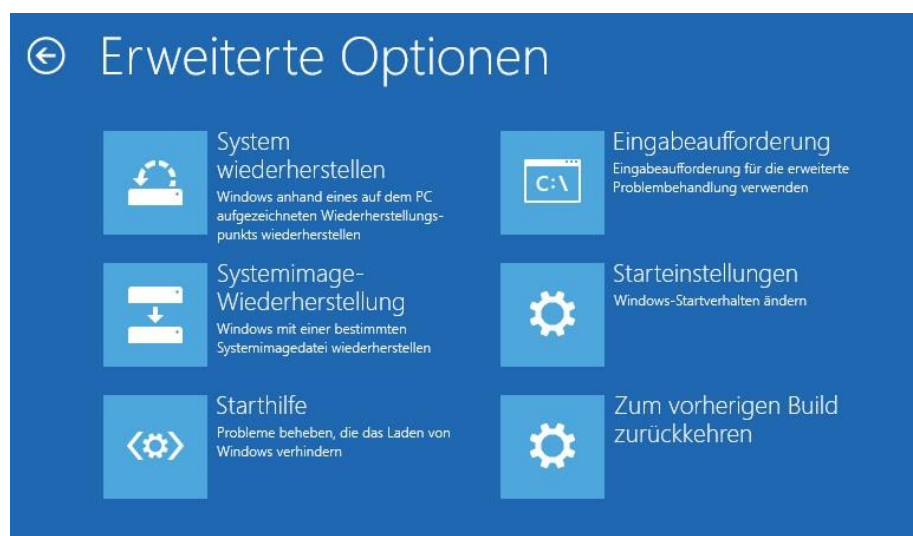 Erweiterte Optionen
System
wiederherstellen
Windows anhand eines auf dem PC
aufgezeichneten Wiederherstellungs-
punkts wiederherstellen
Systemimage-
Wiederherstellung
Windows mit einer bestimmten
Systemimagedatei wiederherstellen
Starthilfe
Probleme beheben, die das Laden von
Windows verhindern
C:\
Eingabeaufforderung
Eingabeaufforderung für die erweiterte
Problembehandlung verwenden
Starteinstellungen
Windows-Startverhalten ändern
Zum vorherigen Build
zurückkehren